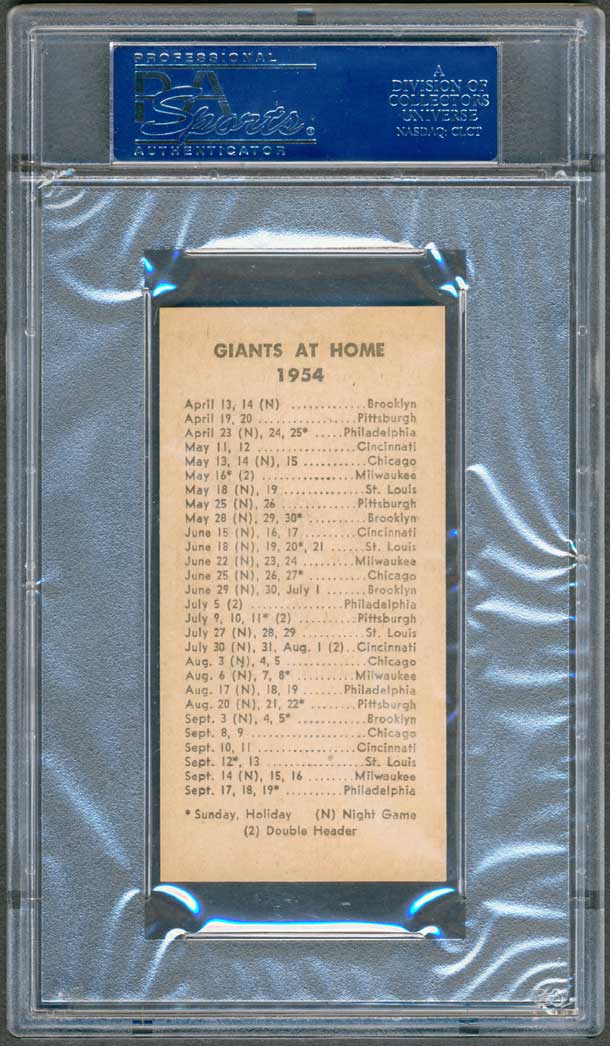 PROFESSIONAL
PSA
Sports
AUTHENTICATOR
A
DIVISION OF
COLLECTORS
UNIVERSE
NASDAQ: CLCT
GIANTS AT HOME
1954
April 13, 14 (N) ............Brooklyn
April 19, 20 .................Pittsburgh
April 23 (N), 24, 25* .....Philadelphia
May 11, 12 ..................Cincinnati
May 13, 14 (N), 15 ...........Chicago
May 16* (2) .................Milwaukee
May 18 (N), 19 ..............St. Louis
May 25 (N), 26 ..............Pittsburgh
May 28 (N), 29, 30* .........Brooklyn
June 15 (N), 16, 17 .........Cincinnati
June 18 (N), 19, 20*, 21 .....St. Louis
June 22 (N), 23, 24 .........Milwaukee
June 25 (N), 26, 27* ..........Chicago
June 29 (N), 30, July 1 ......Brooklyn
July 5 (2) .................Philadelphia
July 9, 10, 11* (2) ..........Pittsburgh
July 27 (N), 28, 29 ..........St. Louis
July 30 (N), 31, Aug. 1 (2)..Cincinnati
Aug. 3 (N), 4, 5 ..............Chicago
Aug. 6 (N), 7, 8* ...........Milwaukee
Aug. 17 (N), 18, 19 .......Philadelphia
Aug. 20 (N), 21, 22* ........Pittsburgh
Sept. 3 (N), 4, 5* ............Brooklyn
Sept. 8, 9 ....................Chicago
Sept. 10, 11 ................Cincinnati
Sept. 12*, 13 ................St. Louis
Sept. 14 (N), 15, 16 ........Milwaukee
Sept. 17, 18, 19* ..........Philadelphia
* Sunday, Holiday (N) Night Game
(2) Double Header